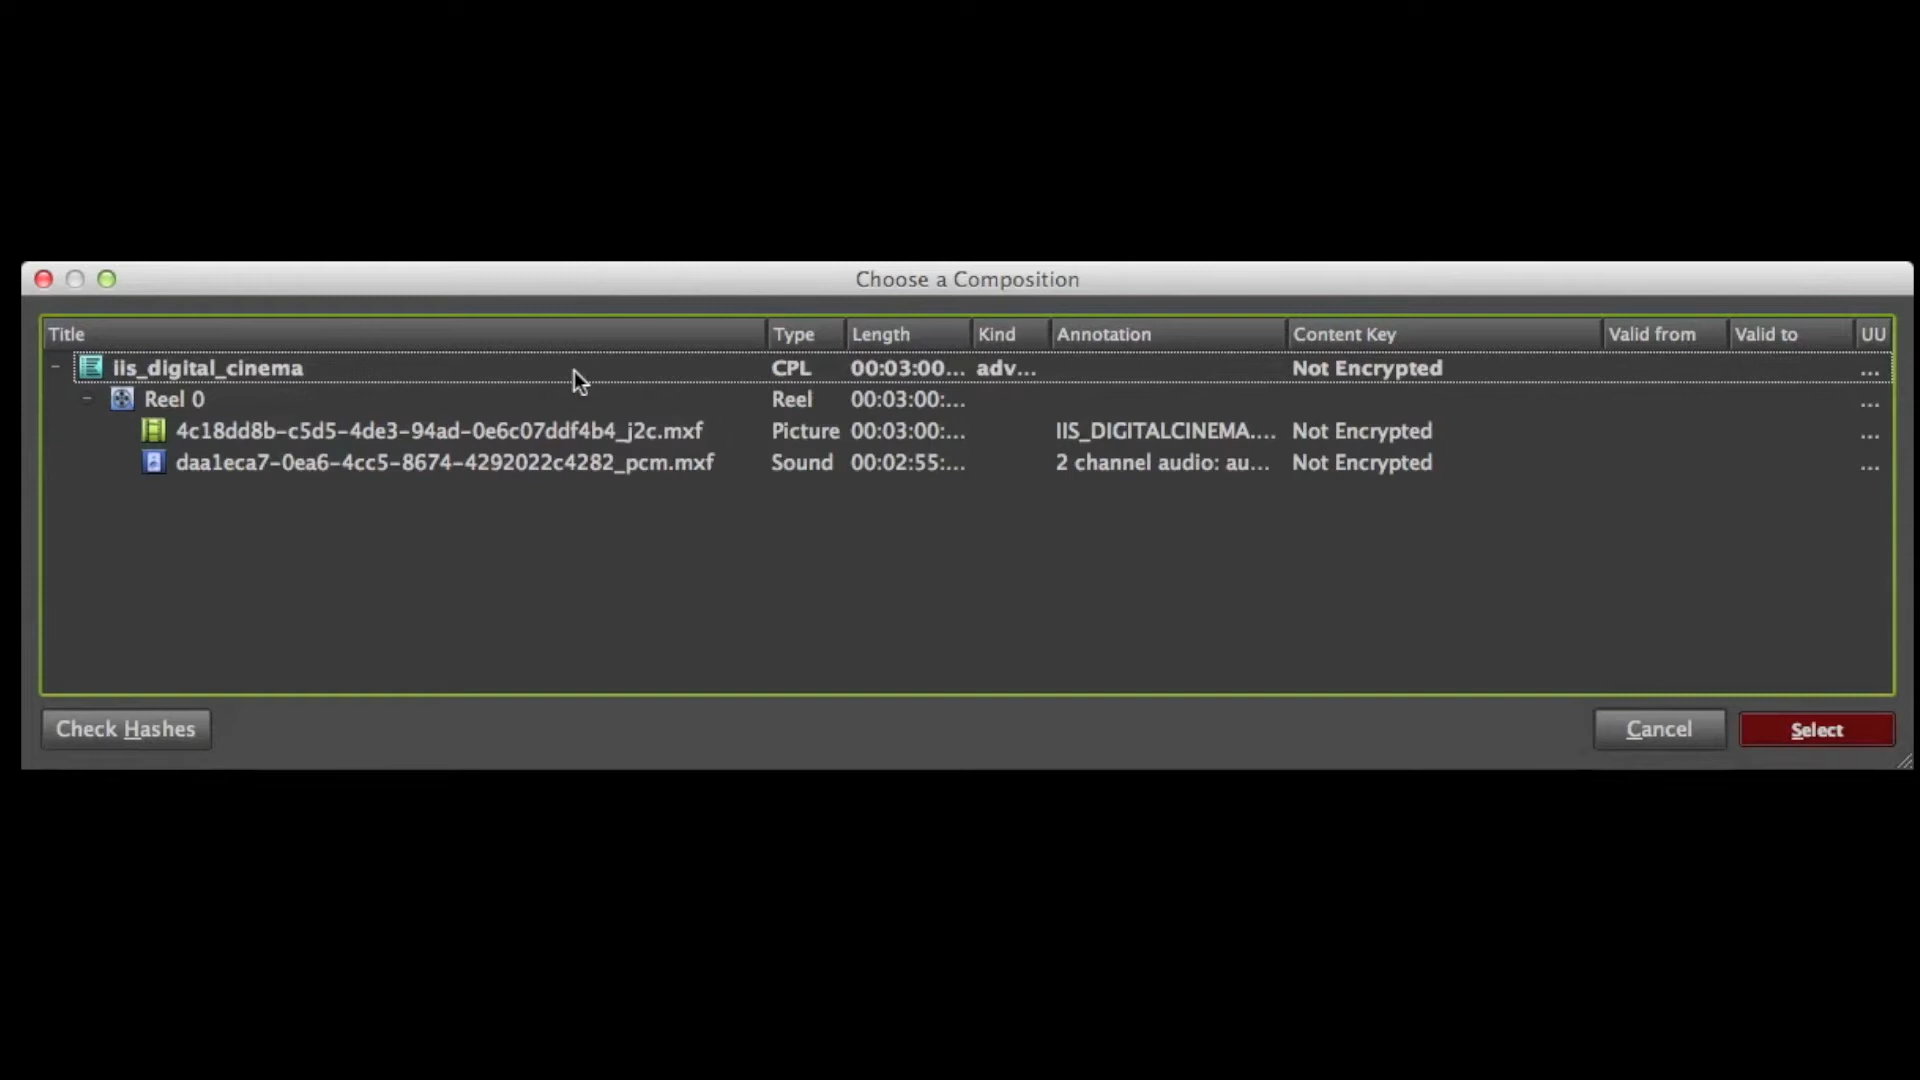 Choose a Composition
Title Type Length Kind Annotation Content Key Valid from Valid to UU
iis_digital_cinema CPL 00:03:00... adv... Not Encrypted ...
Reel 0 Reel 00:03:00:... ...
4c18dd8b-c5d5-4de3-94ad-0e6c07ddf4b4_j2c.mxf Picture 00:03:00:... IIS_DIGITALCINEMA.... Not Encrypted ...
daa1eca7-0ea6-4cc5-8674-4292022c4282_pcm.mxf Sound 00:02:55:... 2 channel audio: au... Not Encrypted ...
Check Hashes Cancel Select